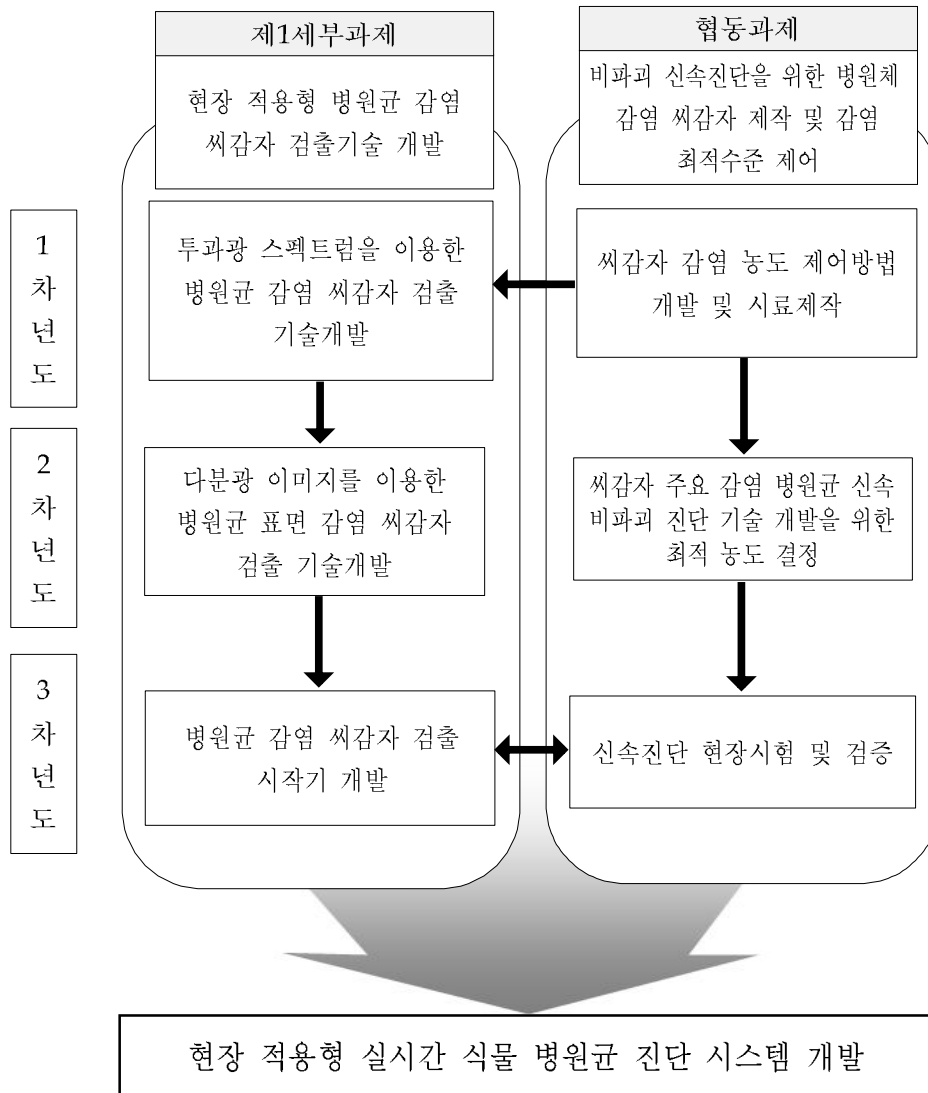 제1세부과제
현장 적용형 병원균 감염
씨감자 검출기술 개발
협동과제
비파괴 신속진단을 위한 병원체
감염 씨감자 제작 및 감염
최적수준 제어
1
차
년
도
투과광 스펙트럼을 이용한
병원균 감염 씨감자 검출
기술개발
씨감자 감염 농도 제어방법
개발 및 시료제작
2
차
년
도
다분광 이미지를 이용한
병원균 표면 감염 씨감자
검출 기술개발
씨감자 주요 감염 병원균 신속
비파괴 진단 기술 개발을 위한
최적 농도 결정
3
차
년
도
병원균 감염 씨감자 검출
시작기 개발
신속진단 현장시험 및 검증
현장 적용형 실시간 식물 병원균 진단 시스템 개발